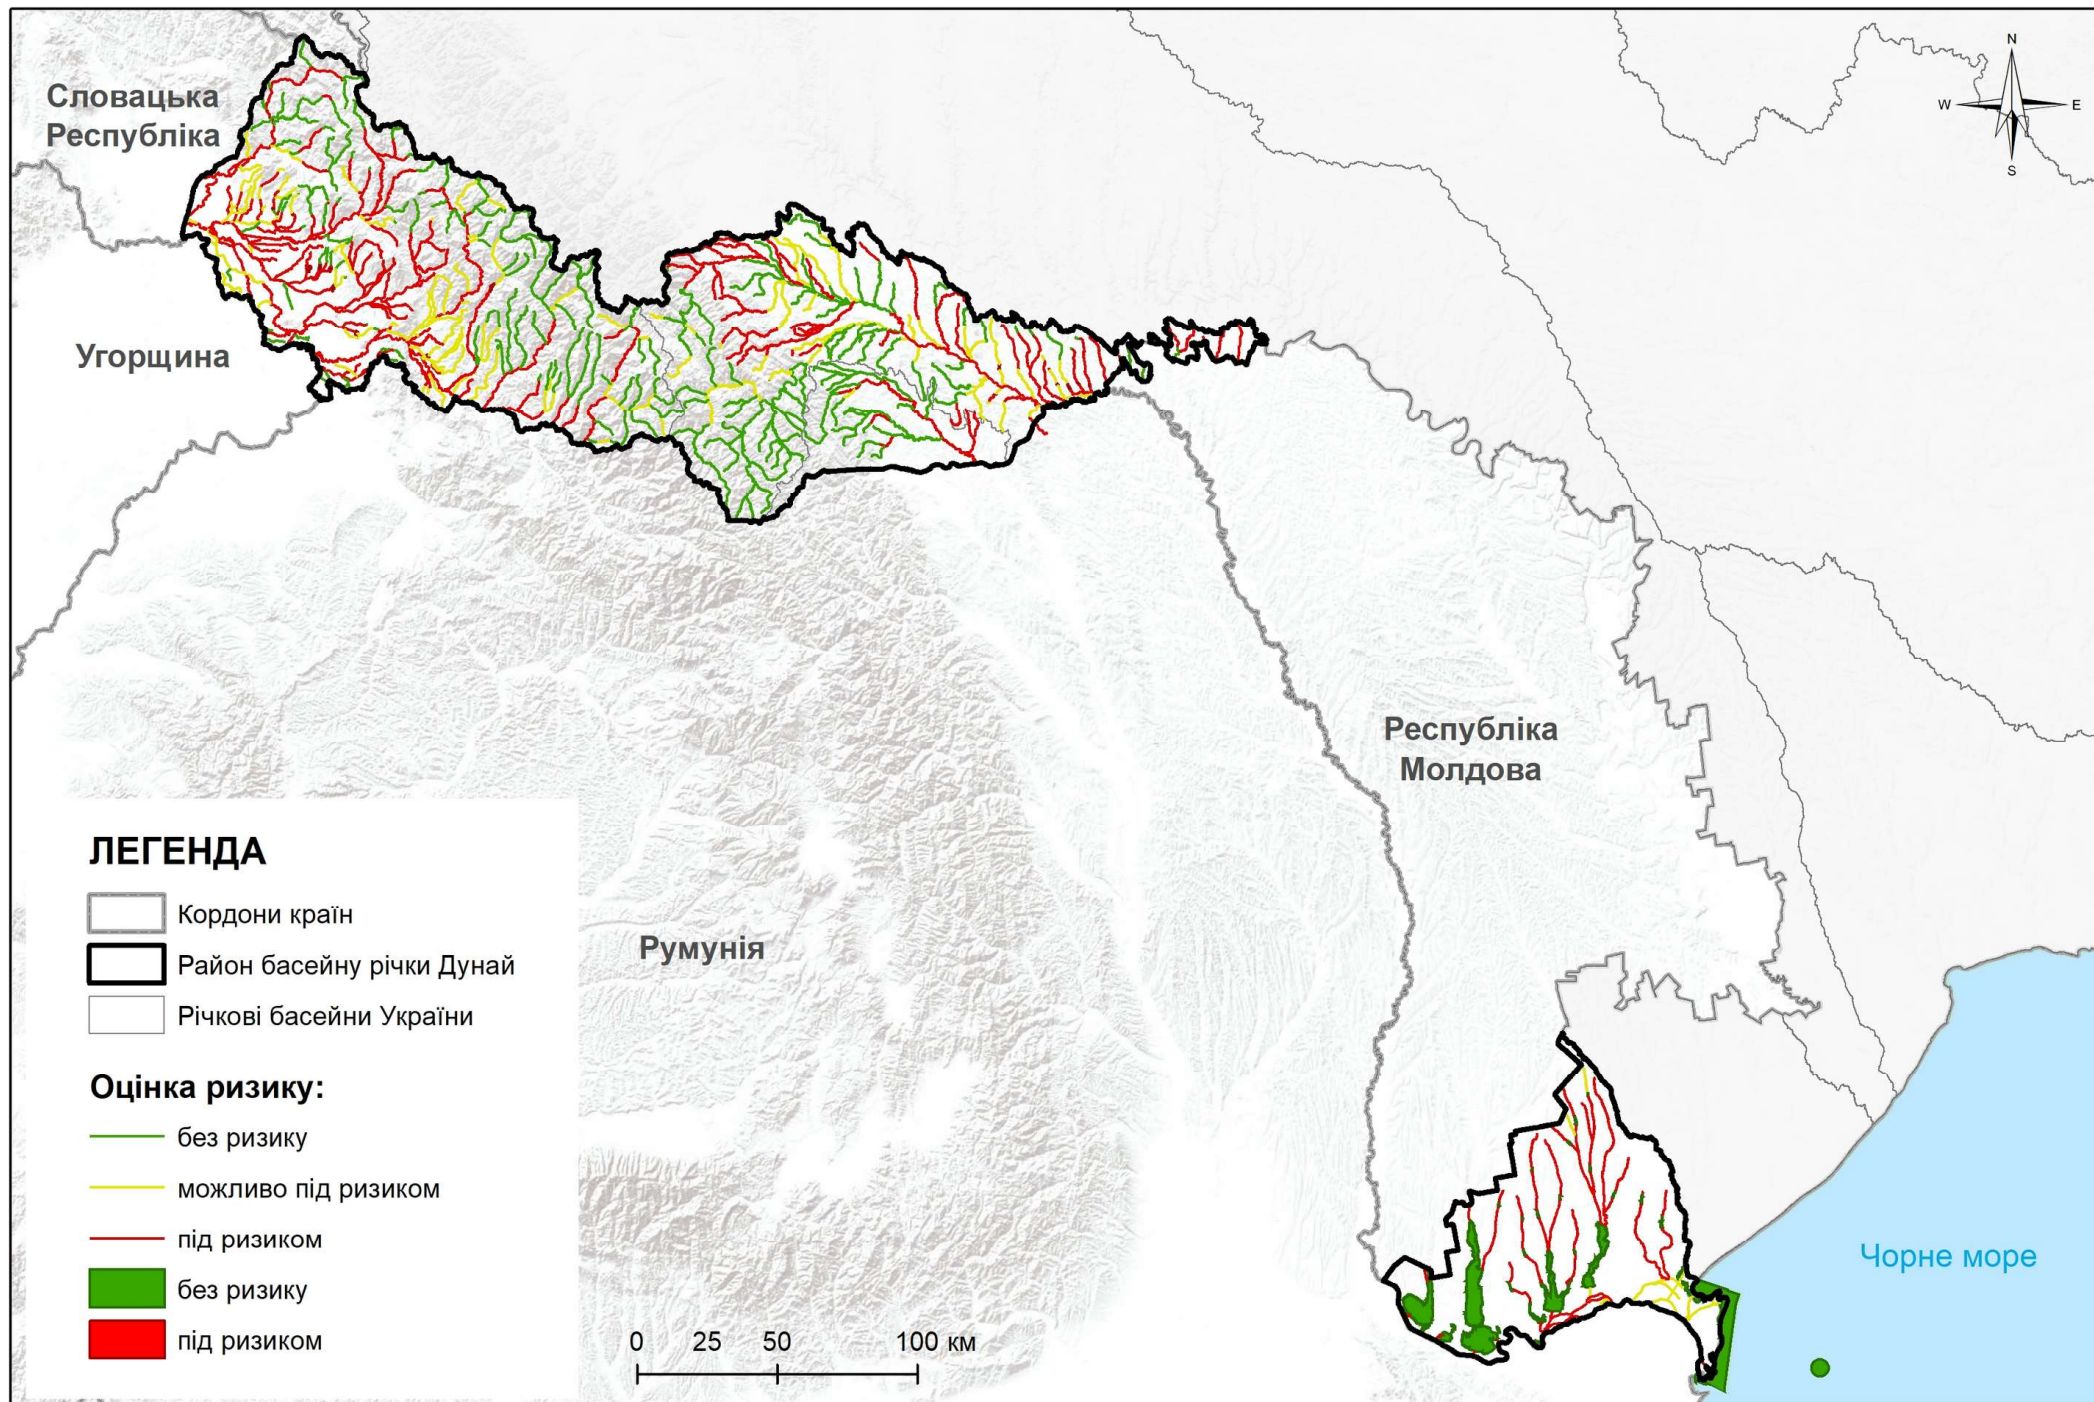 Словацька
Республіка
N
W
E
S
Угорщина
Республіка
Молдова
Румунія
Чорне море
ЛЕГЕНДА
Кордони країн
Район басейну річки Дунай
Річкові басейни України
Оцінка ризику:
без ризику
можливо під ризиком
під ризиком
без ризику
під ризиком
0 25 50 100 км